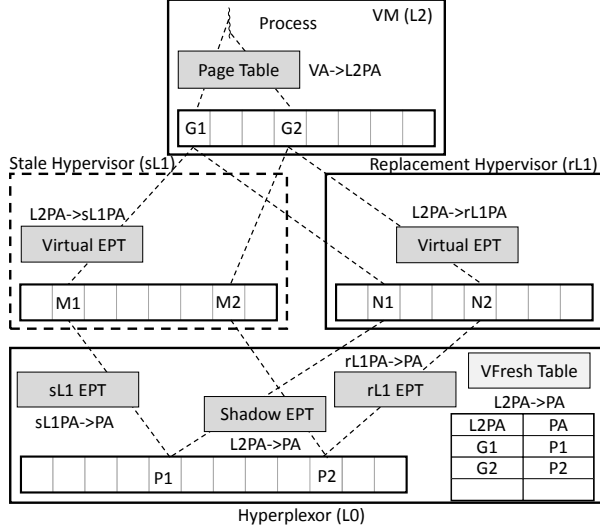 VM (L2)
Process
Page Table
VA->L2PA
G1
G2
Stale Hypervisor (sL1)
Replacement Hypervisor (rL1)
L2PA->sL1PA
Virtual EPT
L2PA->rL1PA
Virtual EPT
M1
M2
N1
N2
sL1 EPT
sL1PA->PA
Shadow EPT
L2PA->PA
rL1PA->PA
rL1 EPT
VFresh Table
L2PA->PA
L2PA PA
G1 P1
G2 P2
P1
P2
Hyperplexor (L0)